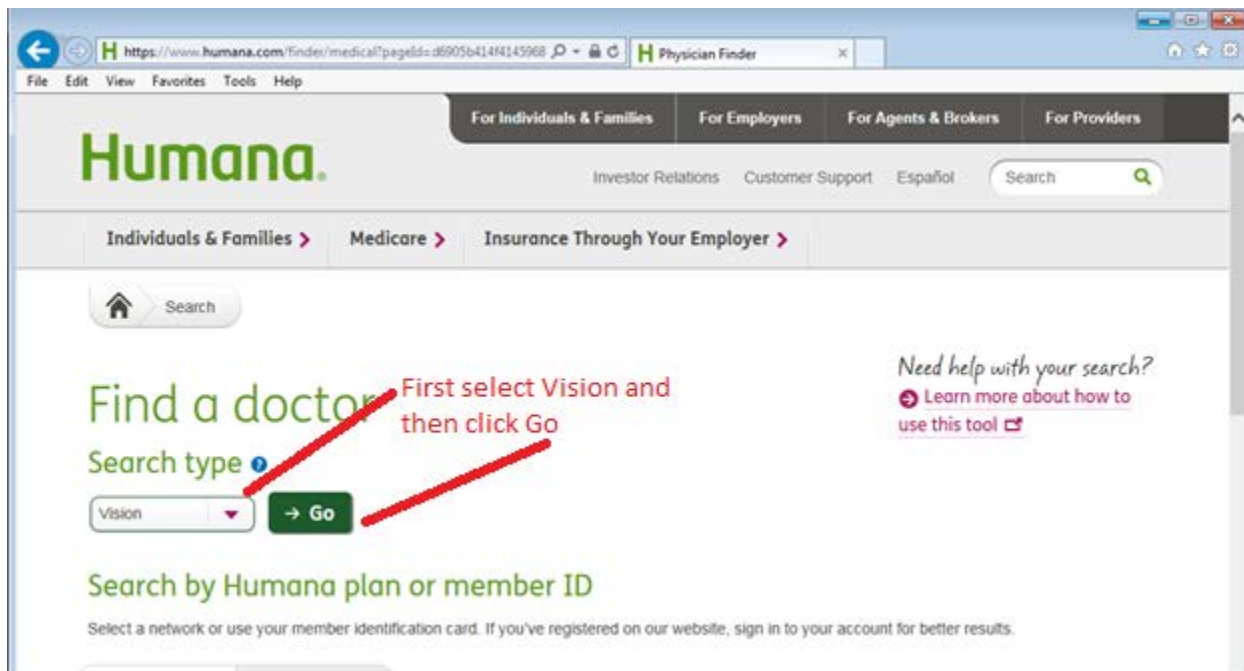 https://www.humana.com/finder/medical?pageId=d6905b414f4145968
Physician Finder
File Edit View Favorites Tools Help
For Individuals & Families For Employers For Agents & Brokers For Providers
Humana.
Investor Relations Customer Support Español Search
Individuals & Families Medicare Insurance Through Your Employer
Search
Need help with your search?
Learn more about how to
use this tool
Find a doctor
First select Vision and
then click Go
Search type
Vision Go
Search by Humana plan or member ID
Select a network or use your member identification card. If you've registered on our website, sign in to your account for better results.